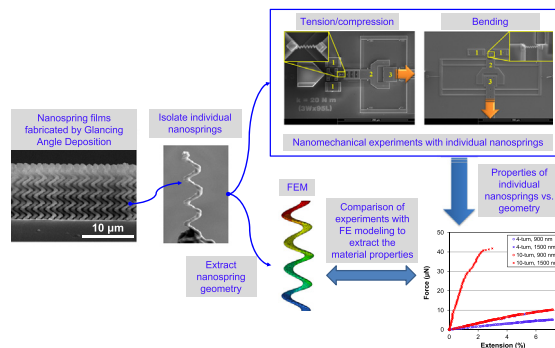 Tension/compression
Bending
1
1
2
3
1
1
2
3
Nanomechanical experiments with individual nanosprings
Nanospring films
fabricated by Glancing
Angle Deposition
Isolate individual
nanosprings
10 µm
Extract
nanospring
geometry
FEM
Comparison of
experiments with
FE modeling to
extract the
material properties
Properties of
individual
nanosprings vs.
geometry
Force (µN)
50
40
30
20
10
0
4-turn, 900 nm
4-turn, 1500 nm
10-turn, 900 nm
10-turn, 1500 nm
0
2
4
6
Extension (%)